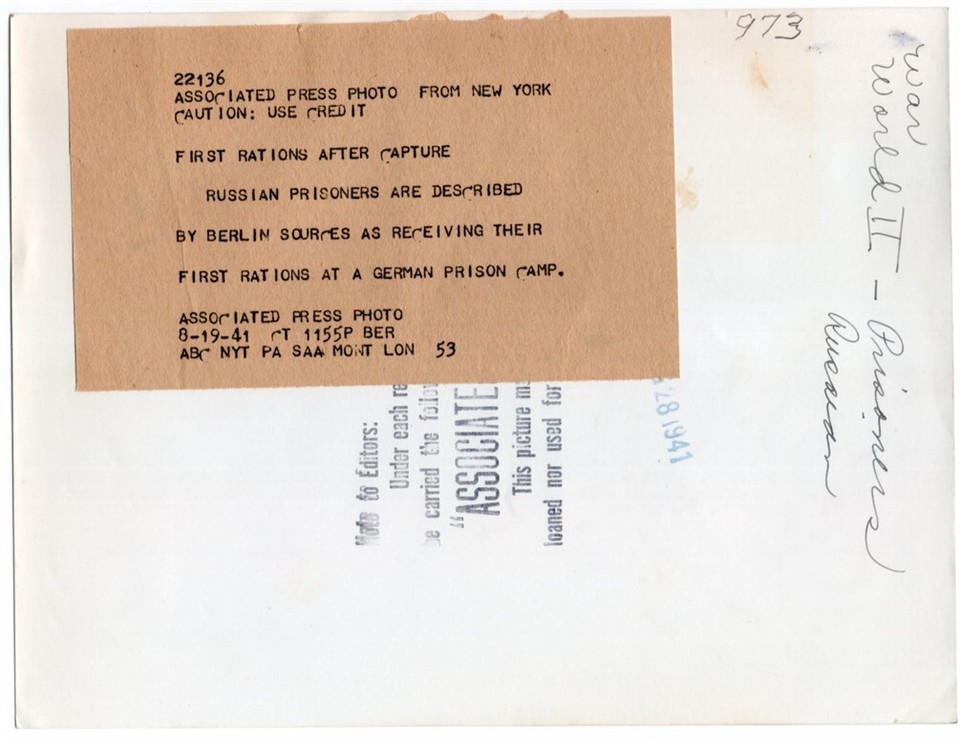 22136
ASSOCIATED PRESS PHOTO FROM NEW YORK
CAUTION: USE CREDIT
FIRST RATIONS AFTER CAPTURE
RUSSIAN PRISONERS ARE DESCRIBED
BY BERLIN SOURCES AS RECEIVING THEIR
FIRST RATIONS AT A GERMAN PRISON CAMP.
ASSOCIATED PRESS PHOTO
8-19-41 CT 1155P BER
ABC NYT PA SAA MONT LON 53
973
War
World II - Prisoners
Russian
Note to Editors:
Under each re
be carried the follow
"ASSOCIATE
This picture m
loaned nor used for
281941